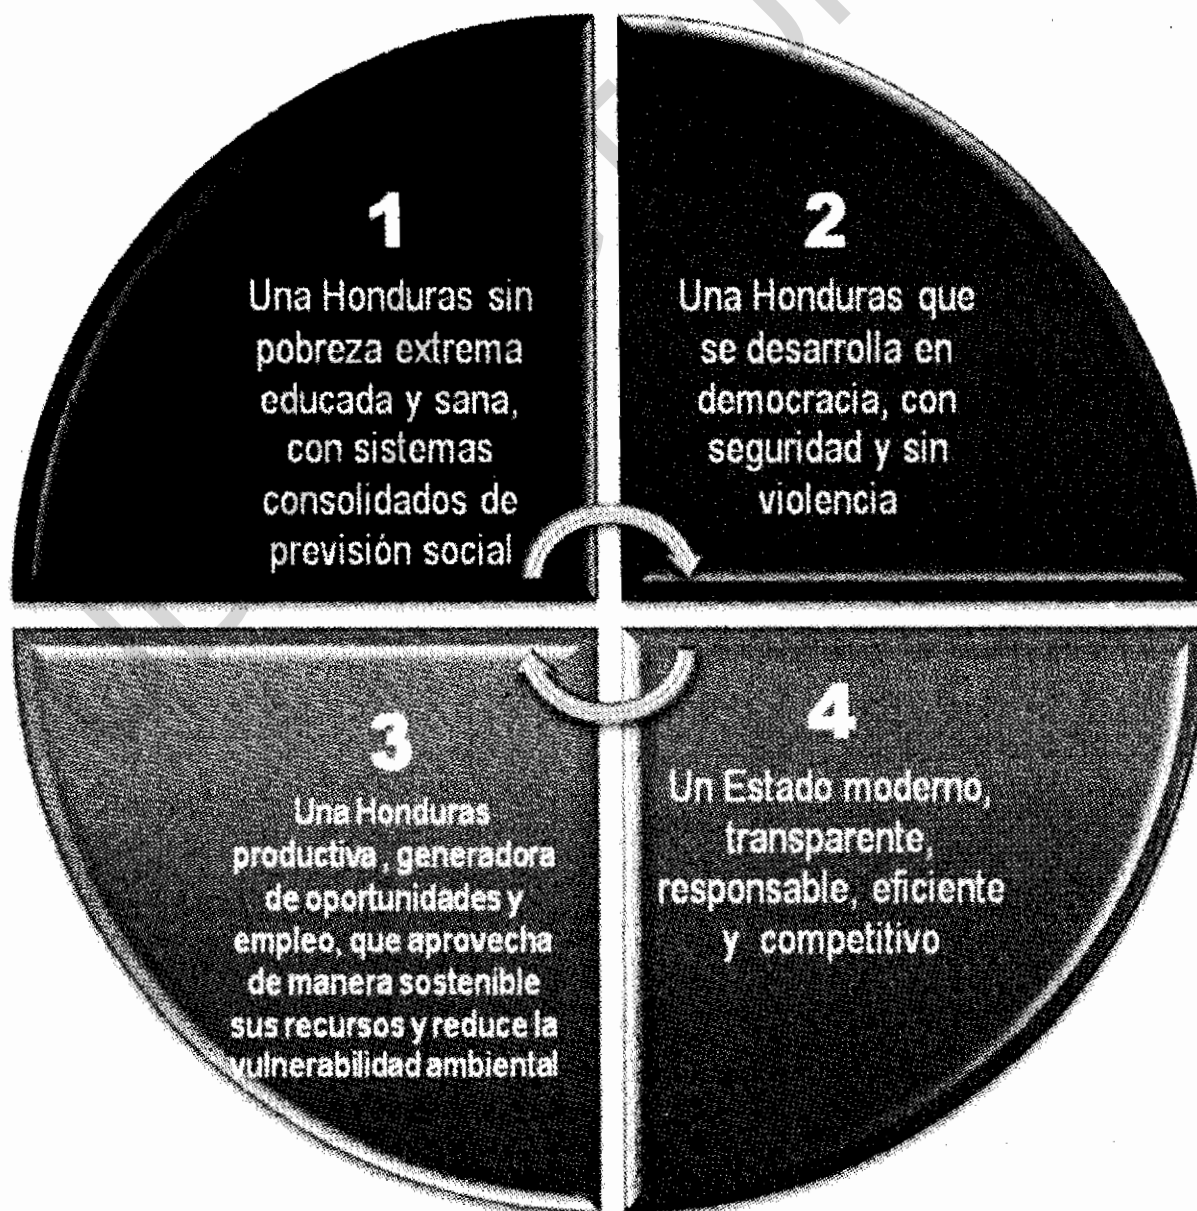 1
Una Honduras sin
pobreza extrema
educada y sana,
con sistemas
consolidados de
previsión social
2
Una Honduras que
se desarrolla en
democracia, con
seguridad y sin
violencia
3
Una Honduras
productiva, generadora
de oportunidades y
empleo, que aprovecha
de manera sostenible
sus recursos y reduce la
vulnerabilidad ambiental
4
Un Estado moderno,
transparente,
responsable, eficiente
y competitivo